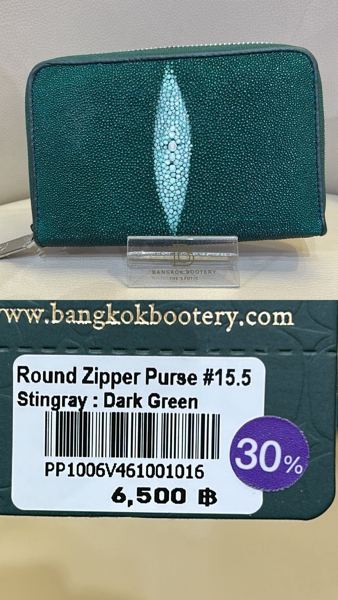 BANGKOK BOOTERY
www.bangkokbootery.com
Round Zipper Purse #15.5
Stingray : Dark Green
PP1006V461001016
6,500 ฿
30%